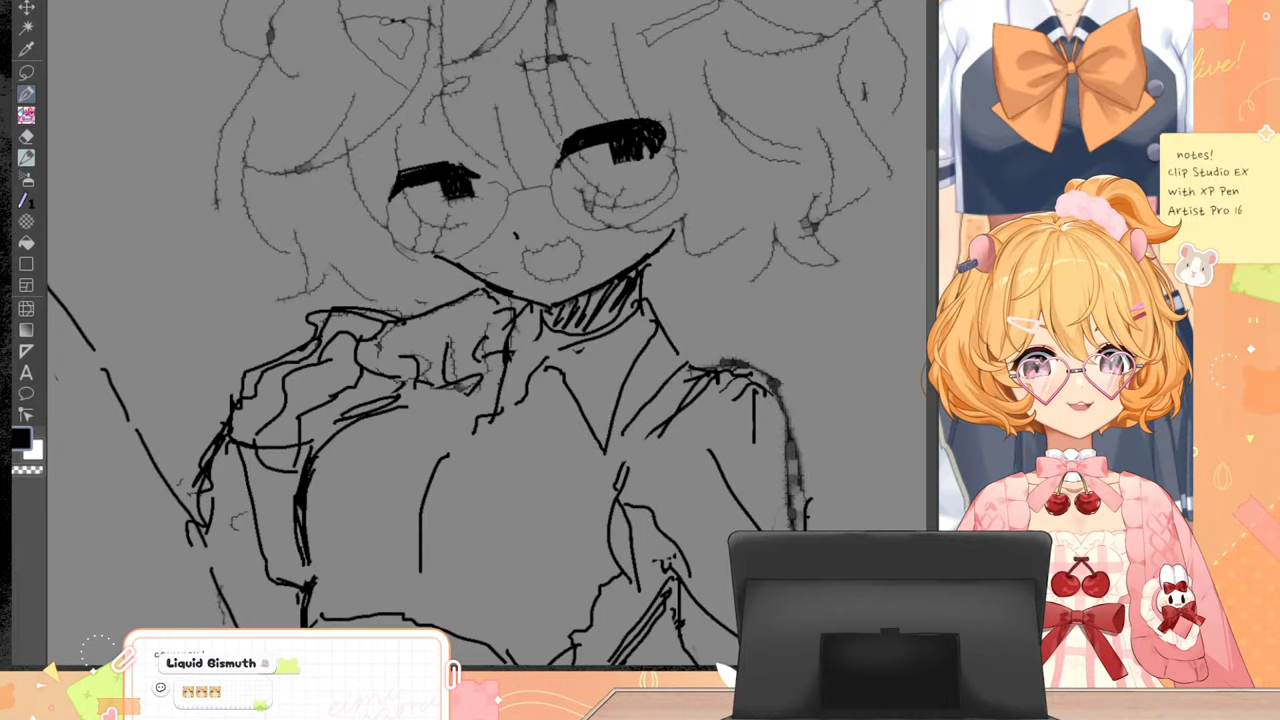 live!
notes!
Clip Studio EX
with XP Pen
Artist Pro 16
Liquid Bismuth